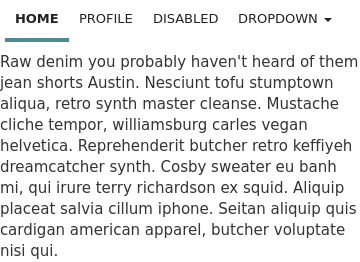 HOME PROFILE DISABLED DROPDOWN
Raw denim you probably haven't heard of them
jean shorts Austin. Nesciunt tofu stumptown
aliqua, retro synth master cleanse. Mustache
cliche tempor, williamsburg carles vegan
helvetica. Reprehenderit butcher retro keffiyeh
dreamcatcher synth. Cosby sweater eu banh
mi, qui irure terry richardson ex squid. Aliquip
placeat salvia cillum iphone. Seitan aliquip quis
cardigan american apparel, butcher voluptate
nisi qui.